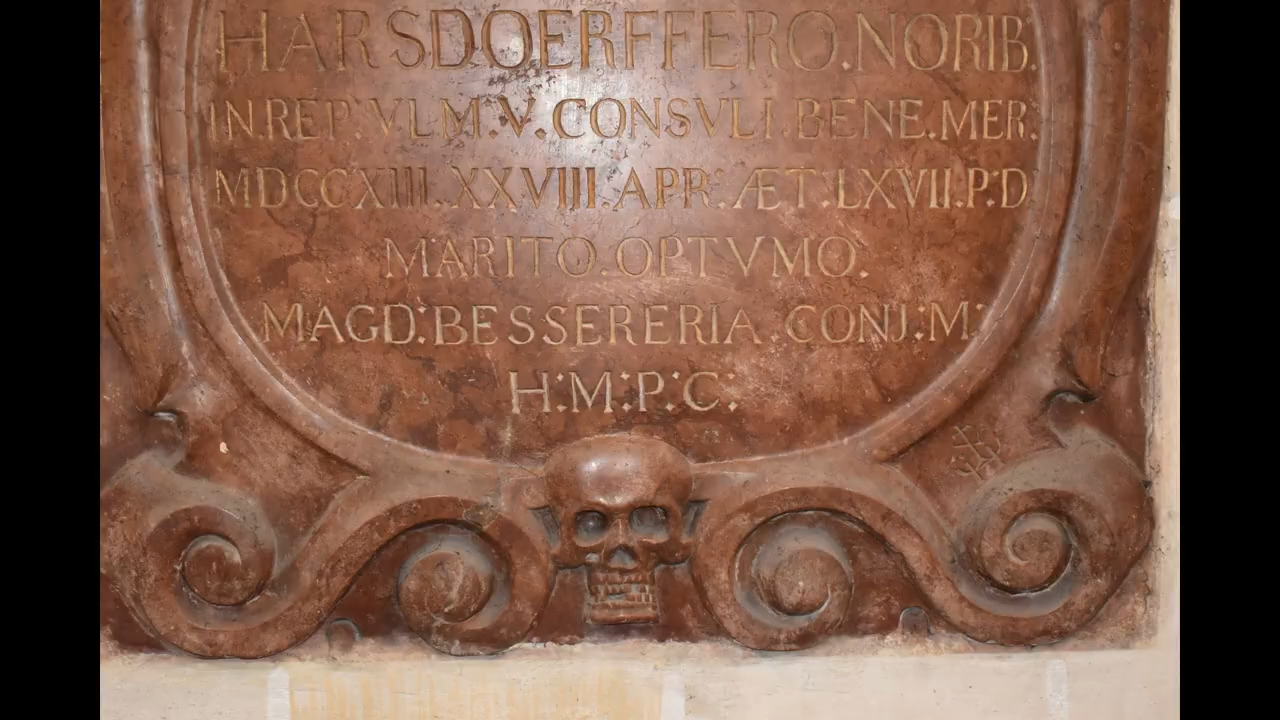 HARSDOERFFERO.NORIB:
IN.REP:VLM.V.CONSVLI.BENE.MER:
MDCCXIII.XXVIII.APR:ÆT:LXVII.P:D:
MARITO.OPTVMO.
MAGD:BESSERERIA.CONJ:M:
H:M:P:C: